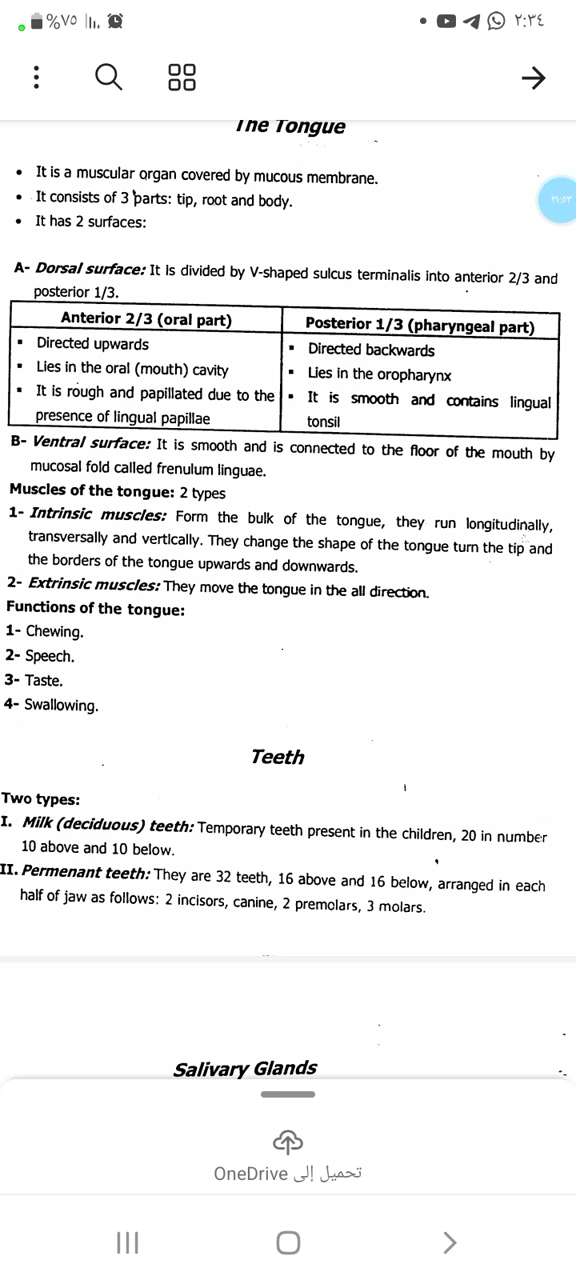 %٧٥
٢:٣٤
The Tongue
• It is a muscular organ covered by mucous membrane.
• It consists of 3 parts: tip, root and body.
• It has 2 surfaces:
A- Dorsal surface: It is divided by V-shaped sulcus terminalis into anterior 2/3 and
posterior 1/3.
Anterior 2/3 (oral part)
▪ Directed upwards
▪ Lies in the oral (mouth) cavity
▪ It is rough and papillated due to the
presence of lingual papillae
Posterior 1/3 (pharyngeal part)
▪ Directed backwards
▪ Lies in the oropharynx
▪ It is smooth and contains lingual
tonsil
B- Ventral surface: It is smooth and is connected to the floor of the mouth by
mucosal fold called frenulum linguae.
Muscles of the tongue: 2 types
1- Intrinsic muscles: Form the bulk of the tongue, they run longitudinally,
transversally and vertically. They change the shape of the tongue turn the tip and
the borders of the tongue upwards and downwards.
2- Extrinsic muscles: They move the tongue in the all direction.
Functions of the tongue:
1- Chewing.
2- Speech.
3- Taste.
4- Swallowing.
Teeth
Two types:
I. Milk (deciduous) teeth: Temporary teeth present in the children, 20 in number
10 above and 10 below.
II. Permenant teeth: They are 32 teeth, 16 above and 16 below, arranged in each
half of jaw as follows: 2 incisors, canine, 2 premolars, 3 molars.
Salivary Glands
تحميل إلى OneDrive